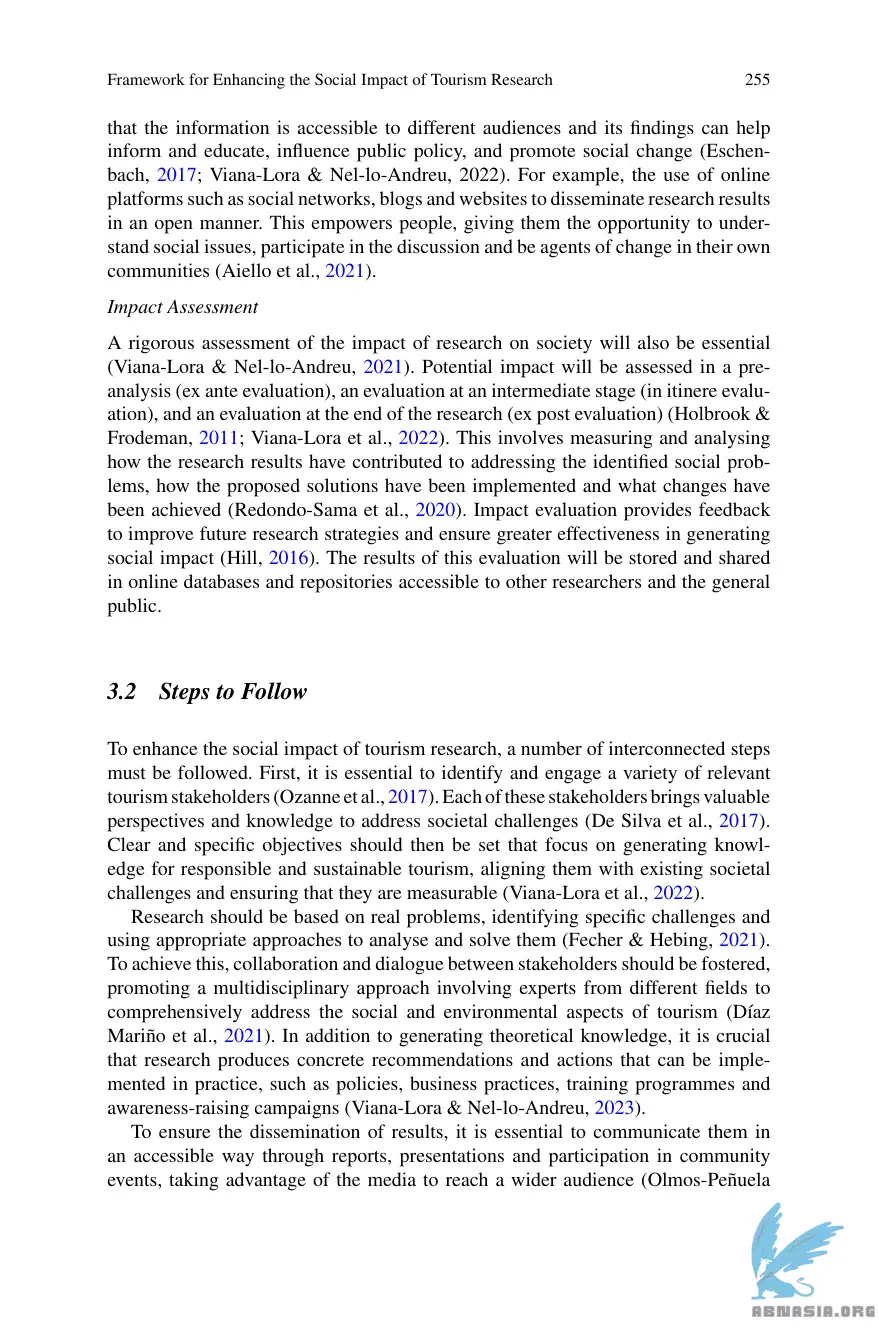 Framework for Enhancing the Social Impact of Tourism Research 255
that the information is accessible to different audiences and its findings can help
inform and educate, influence public policy, and promote social change (Eschen-
bach, 2017; Viana-Lora & Nel-lo-Andreu, 2022). For example, the use of online
platforms such as social networks, blogs and websites to disseminate research results
in an open manner. This empowers people, giving them the opportunity to under-
stand social issues, participate in the discussion and be agents of change in their own
communities (Aiello et al., 2021).
Impact Assessment
A rigorous assessment of the impact of research on society will also be essential
(Viana-Lora & Nel-lo-Andreu, 2021). Potential impact will be assessed in a pre-
analysis (ex ante evaluation), an evaluation at an intermediate stage (in itinere evalu-
ation), and an evaluation at the end of the research (ex post evaluation) (Holbrook &
Frodeman, 2011; Viana-Lora et al., 2022). This involves measuring and analysing
how the research results have contributed to addressing the identified social prob-
lems, how the proposed solutions have been implemented and what changes have
been achieved (Redondo-Sama et al., 2020). Impact evaluation provides feedback
to improve future research strategies and ensure greater effectiveness in generating
social impact (Hill, 2016). The results of this evaluation will be stored and shared
in online databases and repositories accessible to other researchers and the general
public.
3.2 Steps to Follow
To enhance the social impact of tourism research, a number of interconnected steps
must be followed. First, it is essential to identify and engage a variety of relevant
tourism stakeholders (Ozanne et al., 2017). Each of these stakeholders brings valuable
perspectives and knowledge to address societal challenges (De Silva et al., 2017).
Clear and specific objectives should then be set that focus on generating knowl-
edge for responsible and sustainable tourism, aligning them with existing societal
challenges and ensuring that they are measurable (Viana-Lora et al., 2022).
Research should be based on real problems, identifying specific challenges and
using appropriate approaches to analyse and solve them (Fecher & Hebing, 2021).
To achieve this, collaboration and dialogue between stakeholders should be fostered,
promoting a multidisciplinary approach involving experts from different fields to
comprehensively address the social and environmental aspects of tourism (Díaz
Mariño et al., 2021). In addition to generating theoretical knowledge, it is crucial
that research produces concrete recommendations and actions that can be imple-
mented in practice, such as policies, business practices, training programmes and
awareness-raising campaigns (Viana-Lora & Nel-lo-Andreu, 2023).
To ensure the dissemination of results, it is essential to communicate them in
an accessible way through reports, presentations and participation in community
events, taking advantage of the media to reach a wider audience (Olmos-Peñuela
ABNASIA.ORG